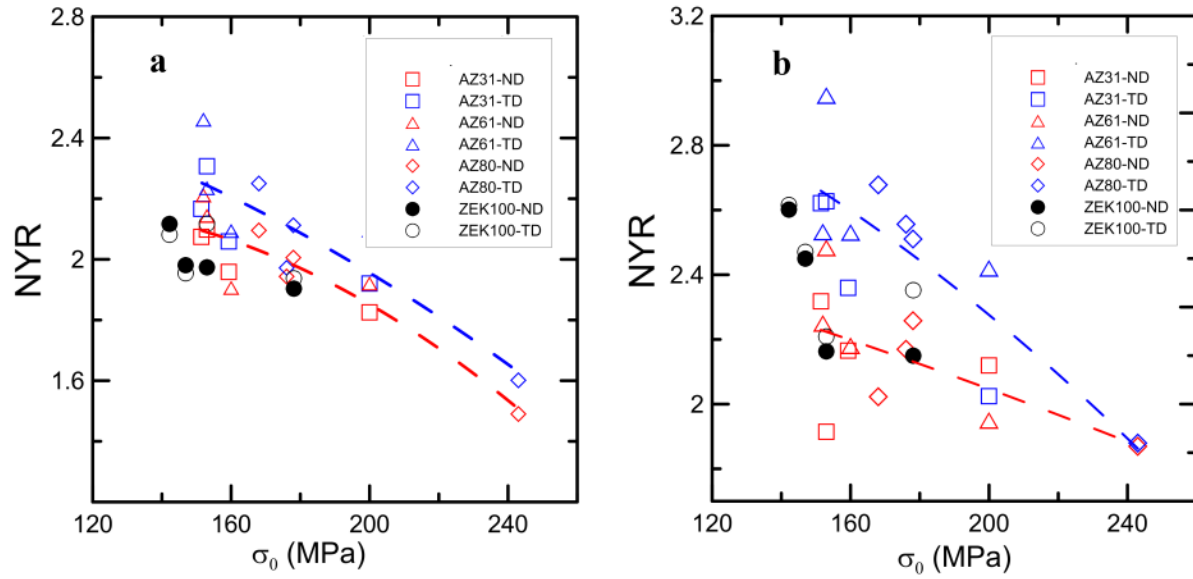 a
2.8
2.4
2
1.6
NYR
120
160
200
240
σ0 (MPa)
AZ31-ND
AZ31-TD
AZ61-ND
AZ61-TD
AZ80-ND
AZ80-TD
ZEK100-ND
ZEK100-TD
b
3.2
2.8
2.4
2
NYR
120
160
200
240
σ0 (MPa)
AZ31-ND
AZ31-TD
AZ61-ND
AZ61-TD
AZ80-ND
AZ80-TD
ZEK100-ND
ZEK100-TD